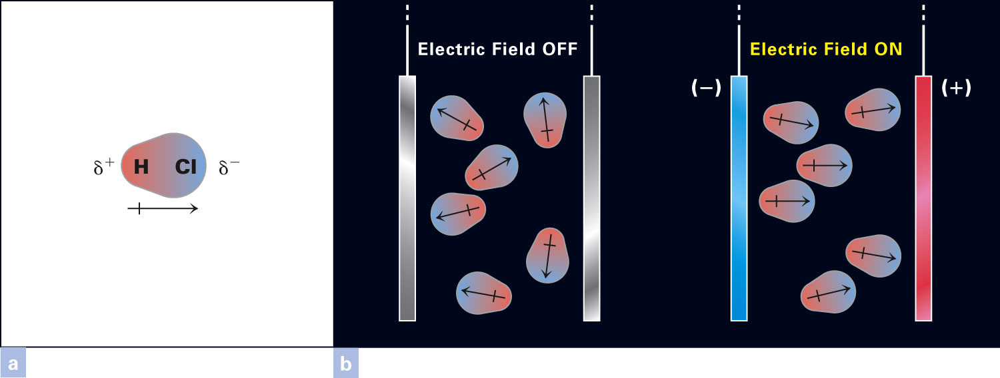 δ+ H Cl δ−
Electric Field OFF
Electric Field ON
(−) (+)
a
b